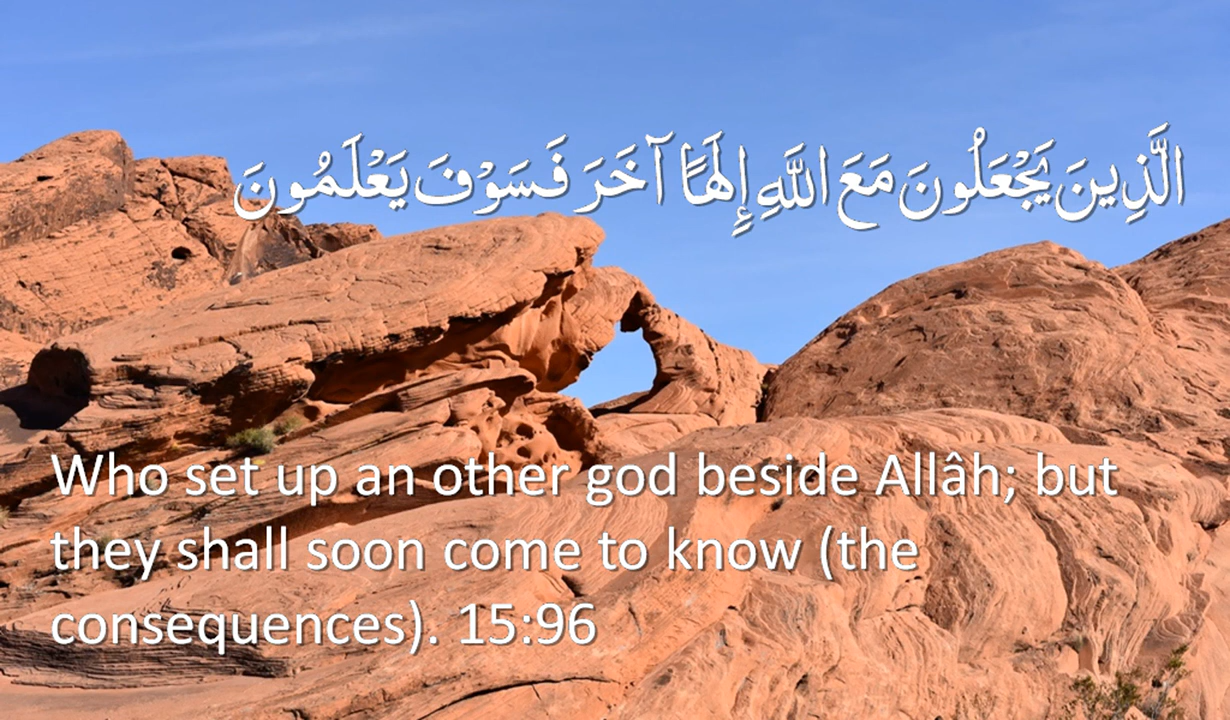 الَّذِينَ يَجْعَلُونَ مَعَ اللَّهِ إِلَٰهًا آخَرَ فَسَوْفَ يَعْلَمُونَ
Who set up an other god beside Allâh; but
they shall soon come to know (the
consequences). 15:96